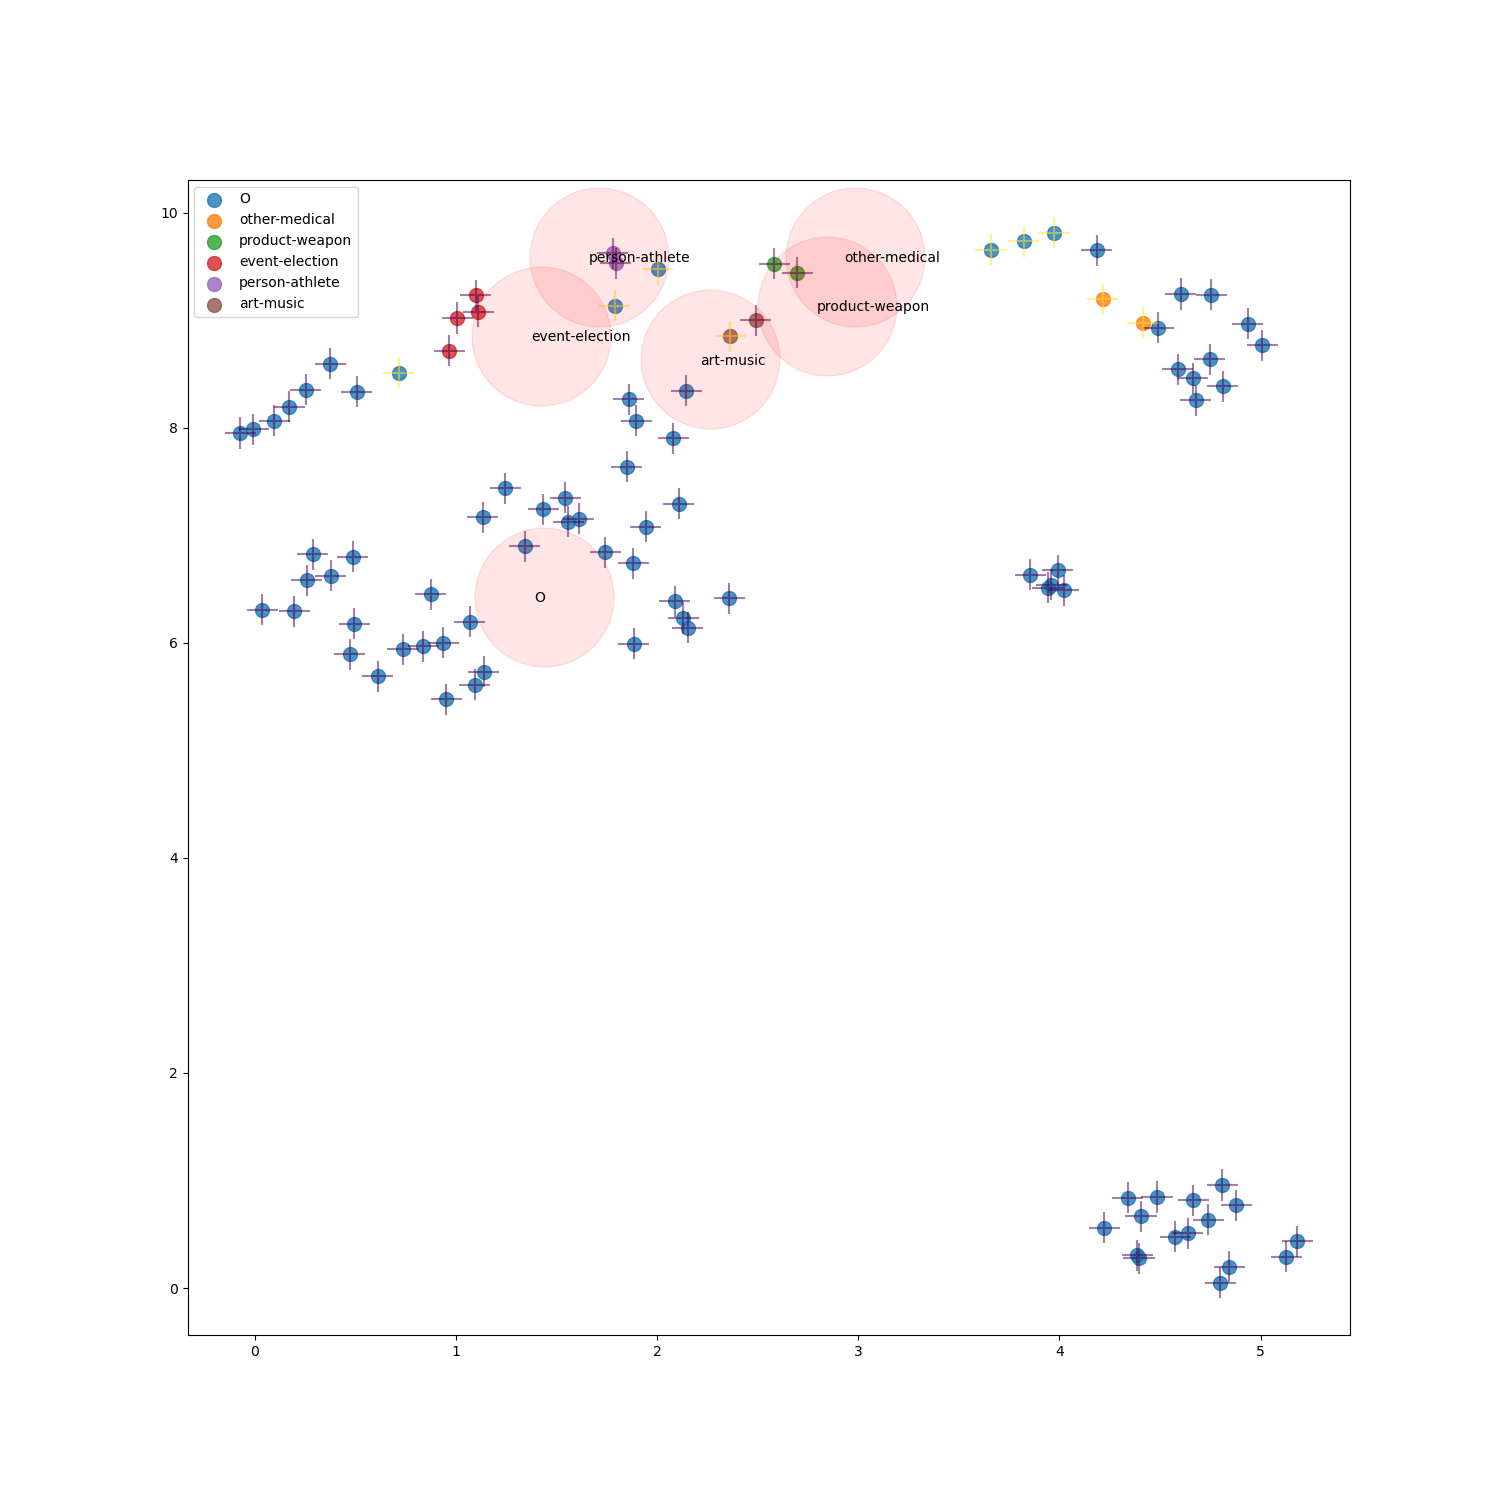 O
other-medical
product-weapon
event-election
person-athlete
art-music
person-athlete
other-medical
product-weapon
event-election
art-music
O
10
8
6
4
2
0
0 1 2 3 4 5